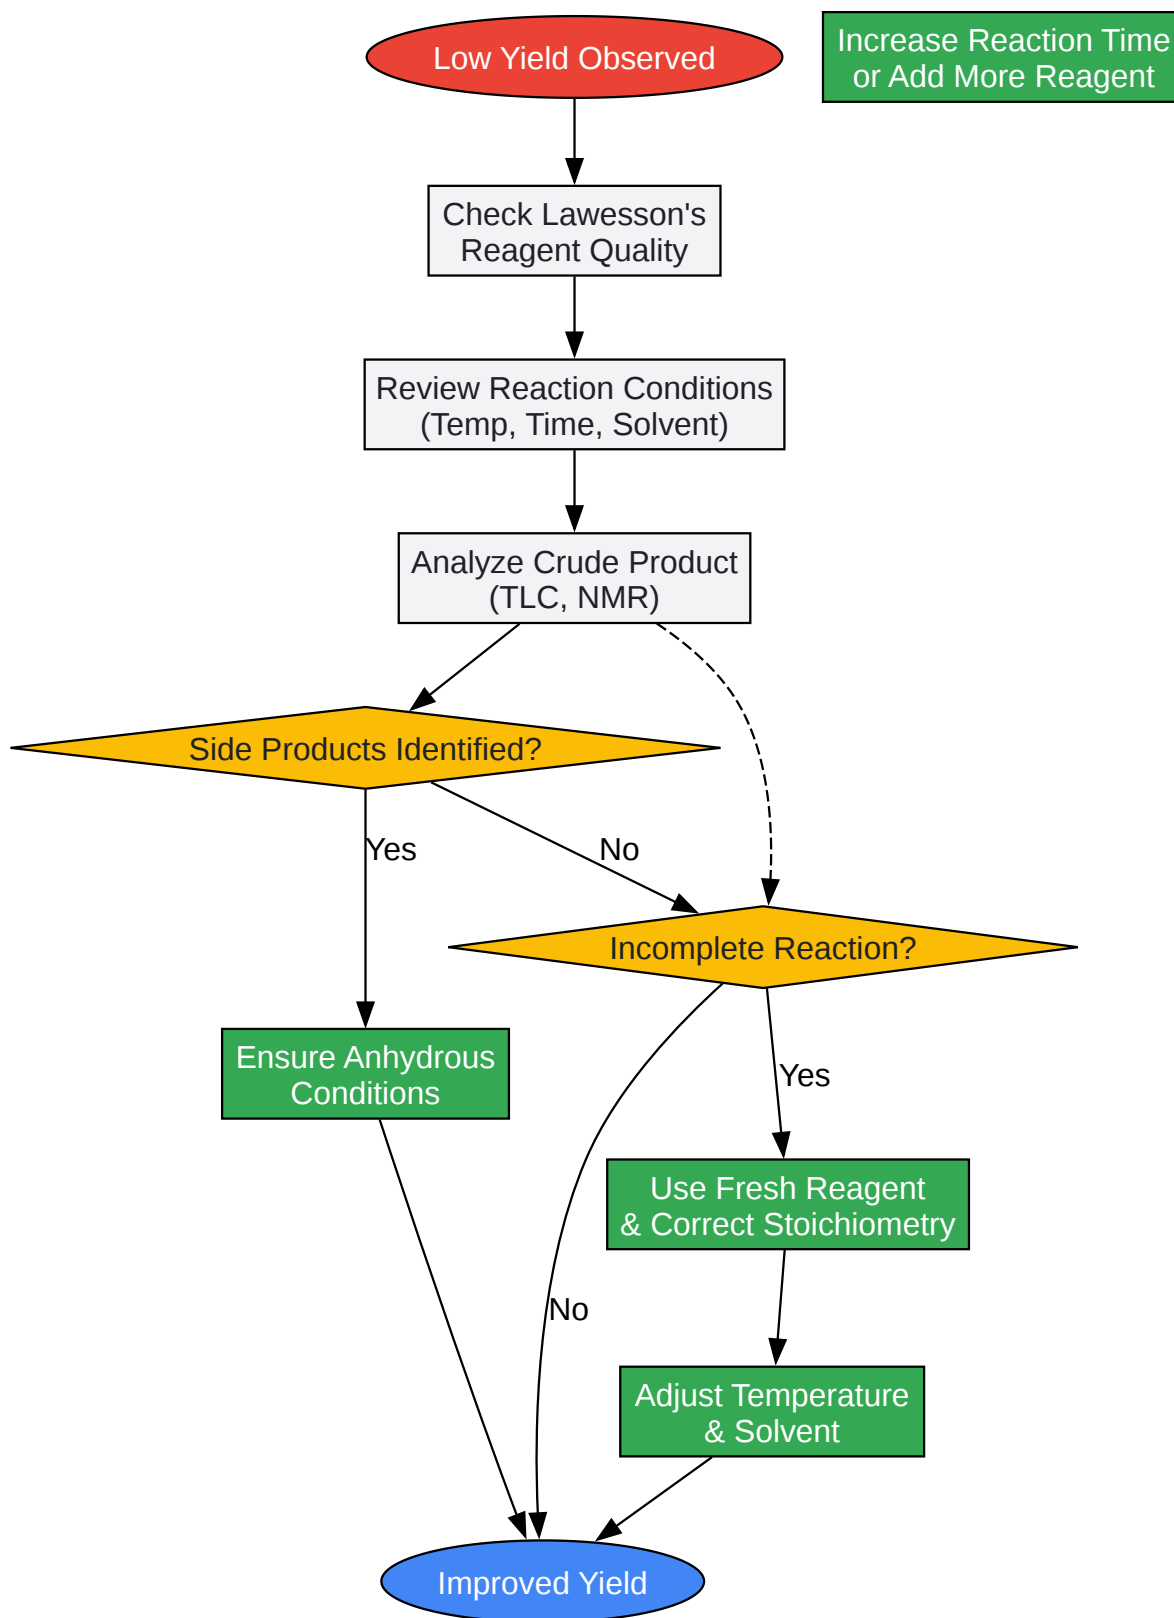 Low Yield Observed
Increase Reaction Time
or Add More Reagent
Check Lawesson's
Reagent Quality
Review Reaction Conditions
(Temp, Time, Solvent)
Analyze Crude Product
(TLC, NMR)
Side Products Identified?
Yes
No
Incomplete Reaction?
Ensure Anhydrous
Conditions
Yes
Use Fresh Reagent
& Correct Stoichiometry
No
Adjust Temperature
& Solvent
Improved Yield